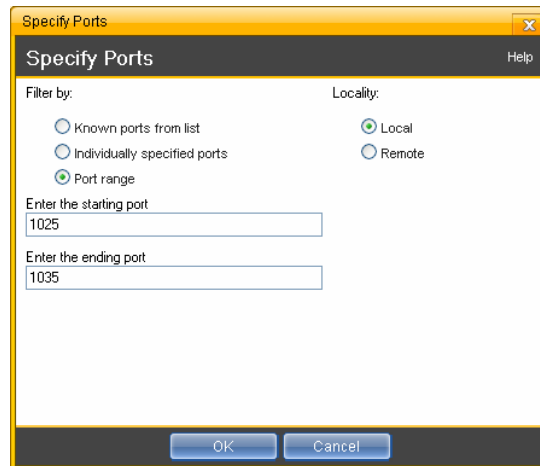 Specify Ports
Specify Ports
Help
Filter by:
Locality:
Known ports from list
Local
Individually specified ports
Remote
Port range
Enter the starting port
1025
Enter the ending port
1035
OK
Cancel